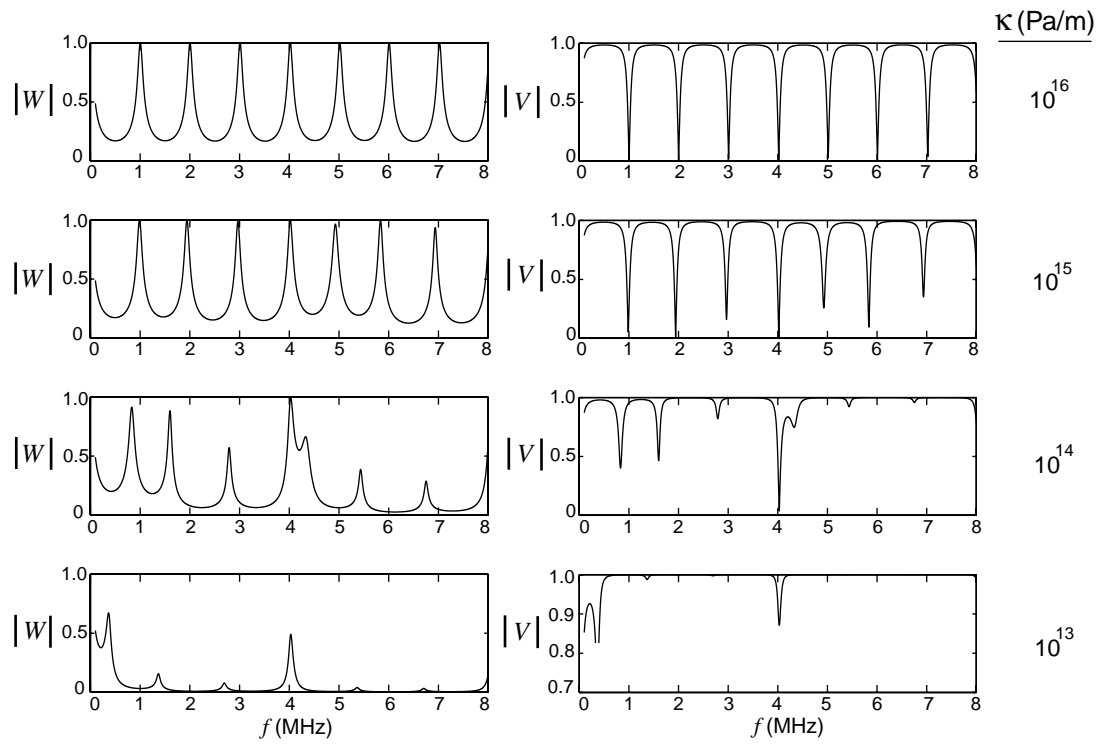 κ (Pa/m)
|W| 1.0 0.5 0 0 1 2 3 4 5 6 7 8
|V| 1.0 0.5 0 0 1 2 3 4 5 6 7 8
10^16
|W| 1.0 0.5 0 0 1 2 3 4 5 6 7 8
|V| 1.0 0.5 0 0 1 2 3 4 5 6 7 8
10^15
|W| 1.0 0.5 0 0 1 2 3 4 5 6 7 8
|V| 1.0 0.5 0 0 1 2 3 4 5 6 7 8
10^14
|W| 1.0 0.5 0 0 1 2 3 4 5 6 7 8
f (MHz)
|V| 1.0 0.9 0.8 0.7 0 1 2 3 4 5 6 7 8
f (MHz)
10^13